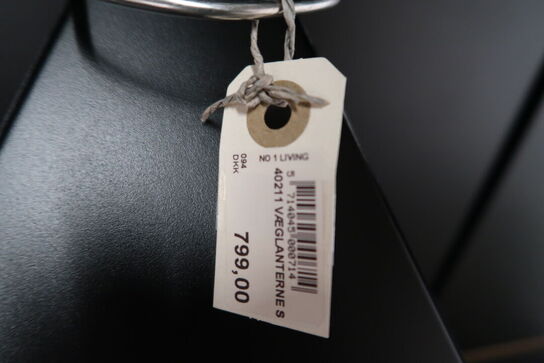 NO 1 LIVING
094
DKK
5 714045 000714
40211 VÆGLANTERNE S
799,00